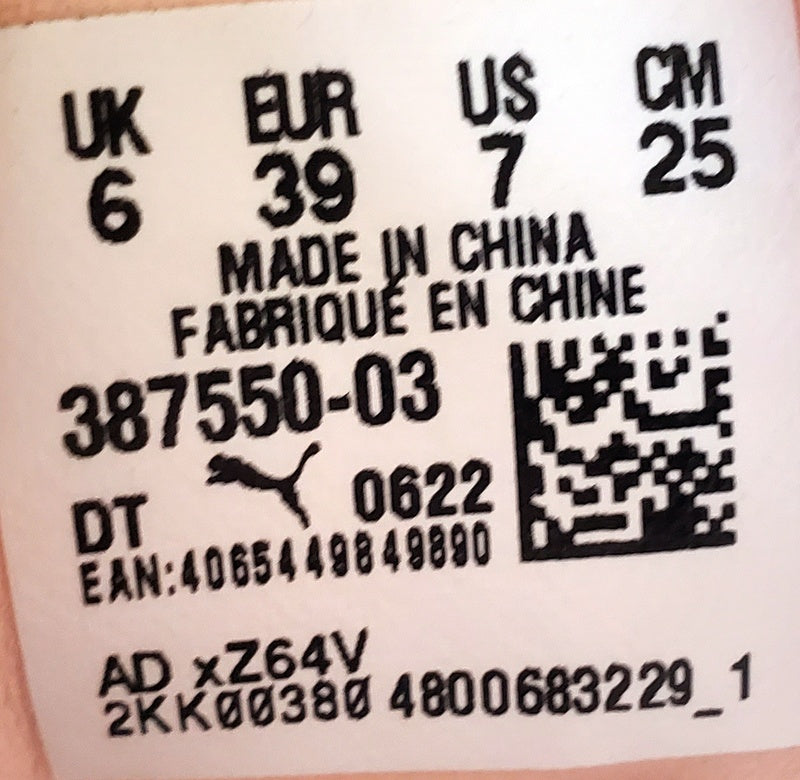 UK EUR US CM
6 39 7 25
MADE IN CHINA
FABRIQUÉ EN CHINE
387550-03
DT 0622
EAN:4065449849890
AD xZ64V
2KK00380 4800683229_1